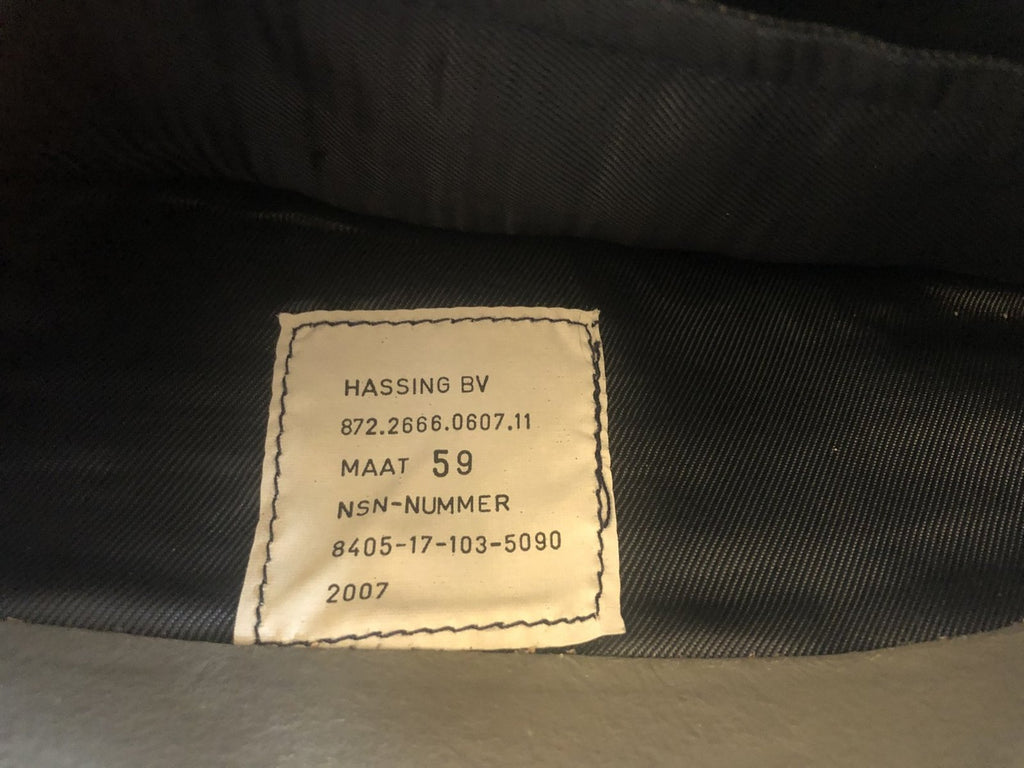 HASSING BV
872.2666.0607.11
MAAT 59
NSN-NUMMER
8405-17-103-5090
2007